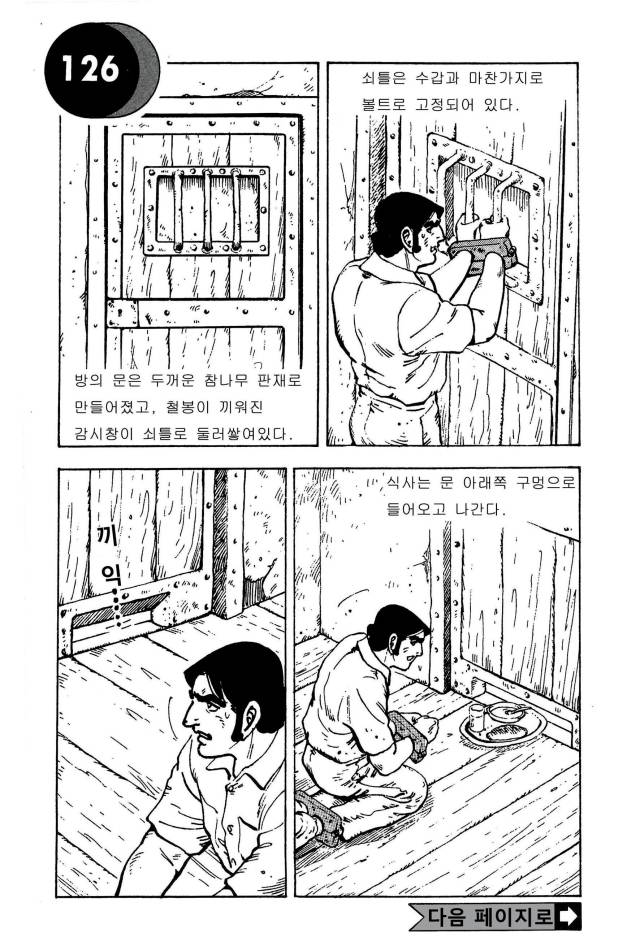 126
방의 문은 두꺼운 참나무 판재로
만들어졌고, 철봉이 끼워진
감시창이 쇠틀로 둘러쌓여있다.
쇠틀은 수갑과 마찬가지로
볼트로 고정되어 있다.
끼
익
식사는 문 아래쪽 구멍으로
들어오고 나간다.
다음 페이지로